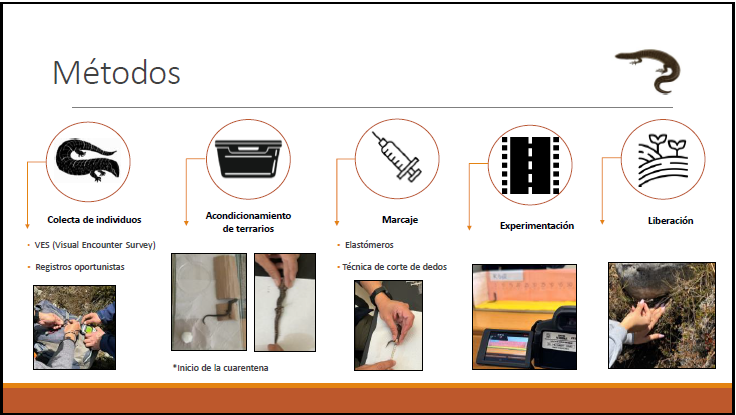 Métodos
Colecta de individuos
• VES (Visual Encounter Survey)
• Registros oportunistas
Acondicionamiento
de terrarios
*Inicio de la cuarentena
Marcaje
• Elastómeros
• Técnica de corte de dedos
Experimentación
Liberación